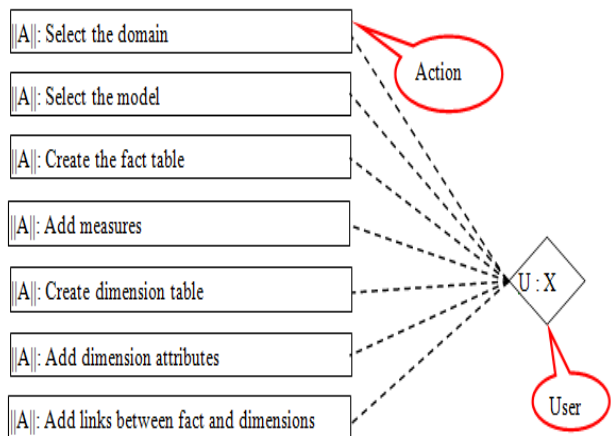 ||A||: Select the domain
Action
||A||: Select the model
||A||: Create the fact table
||A||: Add measures
U : X
||A||: Create dimension table
||A||: Add dimension attributes
User
||A||: Add links between fact and dimensions